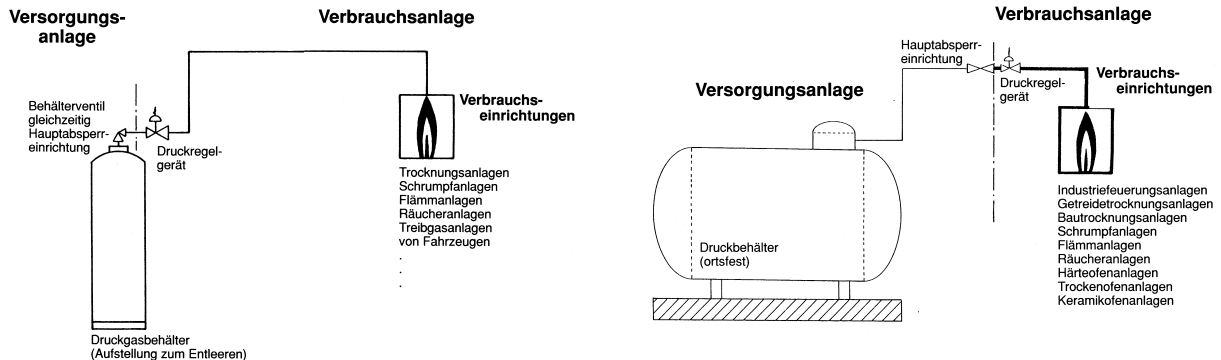 Versorgungs-
anlage
Verbrauchsanlage
Behälterventil
gleichzeitig
Hauptabsperr-
einrichtung
Druckregel-
gerät
Verbrauchs-
einrichtungen
Trocknungsanlagen
Schrumpfanlagen
Flämmanlagen
Räucheranlagen
Treibgasanlagen
von Fahrzeugen
.
.
.
Druckgasbehälter
(Aufstellung zum Entleeren)
Verbrauchsanlage
Hauptabsperr-
einrichtung
Versorgungsanlage
Druckregel-
gerät
Verbrauchs-
einrichtungen
Druckbehälter
(ortsfest)
Industriefeuerungsanlagen
Getreidetrocknungsanlagen
Bautrocknungsanlagen
Schrumpfanlagen
Flämmanlagen
Räucheranlagen
Härteofenanlagen
Trockenofenanlagen
Keramikofenanlagen